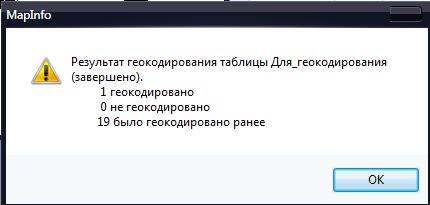 MapInfo
Результат геокодирования таблицы Для_геокодирования
(завершено).
1 геокодировано
0 не геокодировано
19 было геокодировано ранее
OK